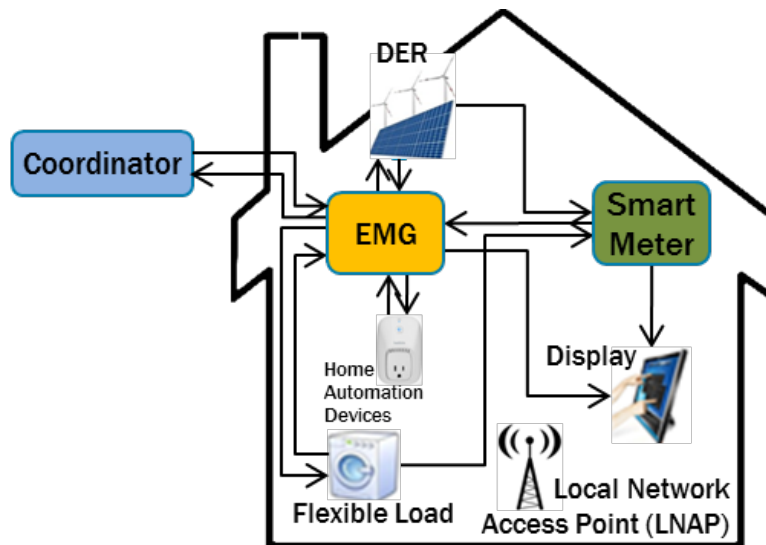 DER
Coordinator
EMG
Smart
Meter
Display
Home
Automation
Devices
Flexible Load
Local Network
Access Point (LNAP)